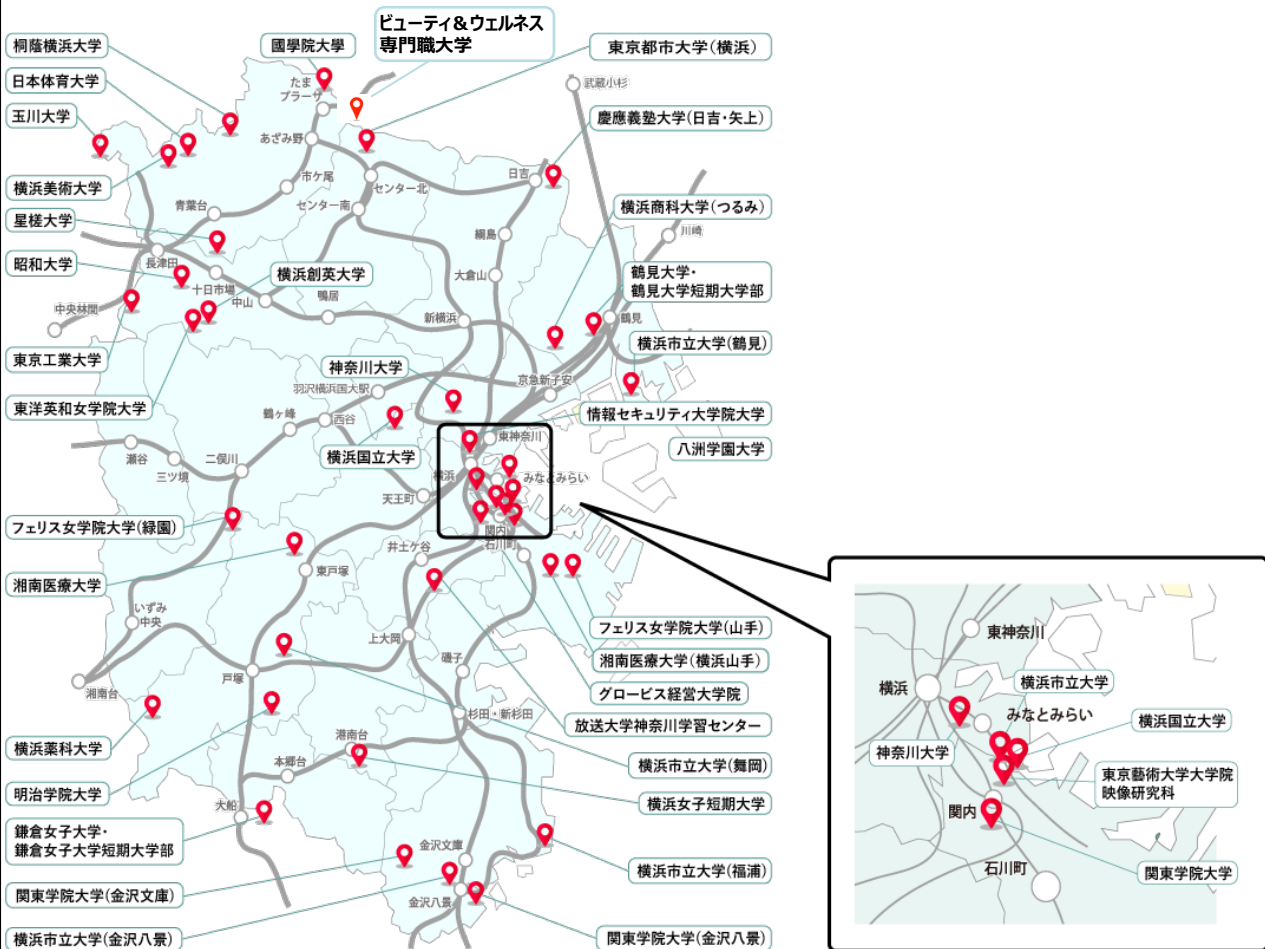 ビューティ&ウェルネス
専門職大学
桐蔭横浜大学
國學院大學
東京都市大学(横浜)
日本体育大学
たま
プラーザ
武蔵小杉
玉川大学
慶應義塾大学(日吉・矢上)
あざみ野
日吉
市ケ尾
センター北
横浜美術大学
青葉台
センター南
横浜商科大学(つるみ)
星槎大学
綱島
川崎
昭和大学
長津田
横浜創英大学
大倉山
鶴見大学・
鶴見大学短期大学部
十日市場
中山
鴨居
中央林間
新横浜
鶴見
横浜市立大学(鶴見)
東京工業大学
神奈川大学
京急新子安
羽沢横浜国大駅
東洋英和女学院大学
鶴ヶ峰
西谷
情報セキュリティ大学院大学
東神奈川
八洲学園大学
瀬谷
三ツ境
二俣川
横浜国立大学
横浜
みなとみらい
天王町
フェリス女学院大学(緑園)
関内
石川町
井土ケ谷
湘南医療大学
東戸塚
いずみ
中央
上大岡
フェリス女学院大学(山手)
湘南医療大学(横浜山手)
磯子
戸塚
湘南台
グロービス経営大学院
杉田・新杉田
放送大学神奈川学習センター
横浜薬科大学
港南台
本郷台
横浜市立大学(舞岡)
明治学院大学
大船
横浜女子短期大学
鎌倉女子大学・
鎌倉女子大学短期大学部
金沢文庫
横浜市立大学(福浦)
関東学院大学(金沢文庫)
金沢八景
横浜市立大学(金沢八景)
関東学院大学(金沢八景)
東神奈川
横浜
横浜市立大学
みなとみらい
横浜国立大学
神奈川大学
東京藝術大学大学院
映像研究科
関内
石川町
関東学院大学